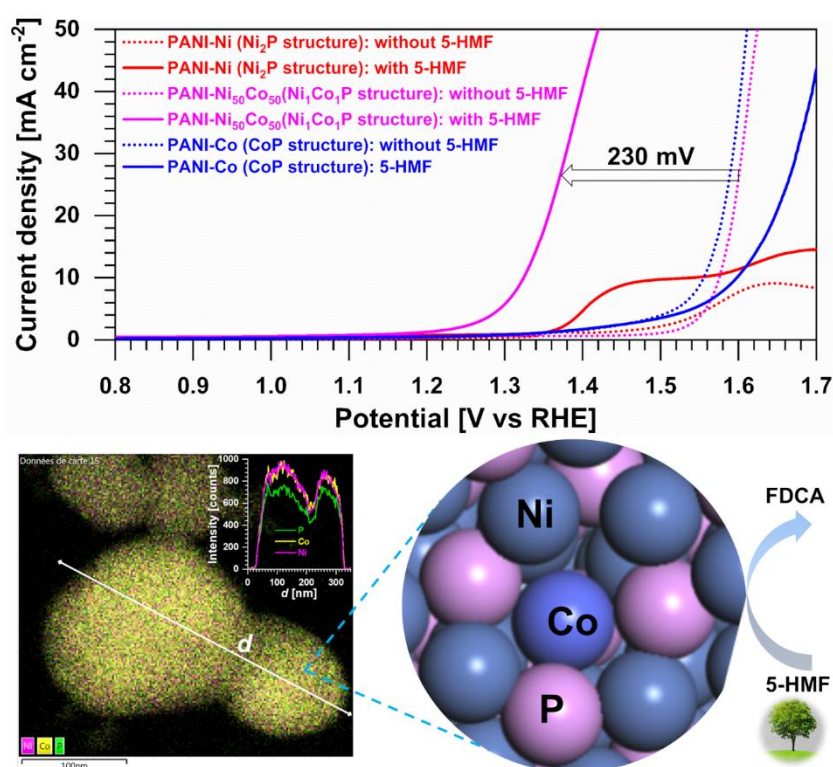 50
40
30
20
10
0
Current density [mA cm⁻²]
PANI-Ni (Ni₂P structure): without 5-HMF
PANI-Ni (Ni₂P structure): with 5-HMF
PANI-Ni₅₀Co₅₀(Ni₁Co₁P structure): without 5-HMF
PANI-Ni₅₀Co₅₀(Ni₁Co₁P structure): with 5-HMF
PANI-Co (CoP structure): without 5-HMF
PANI-Co (CoP structure): 5-HMF
230 mV
0.8 0.9 1.0 1.1 1.2 1.3 1.4 1.5 1.6 1.7
Potential [V vs RHE]
Données de carte 15
1000
800
600
400
200
0
Intensity [counts]
P
Co
Ni
0 100 200 300
d [nm]
d
Ni Co P
100nm
Ni
Co
P
FDCA
5-HMF